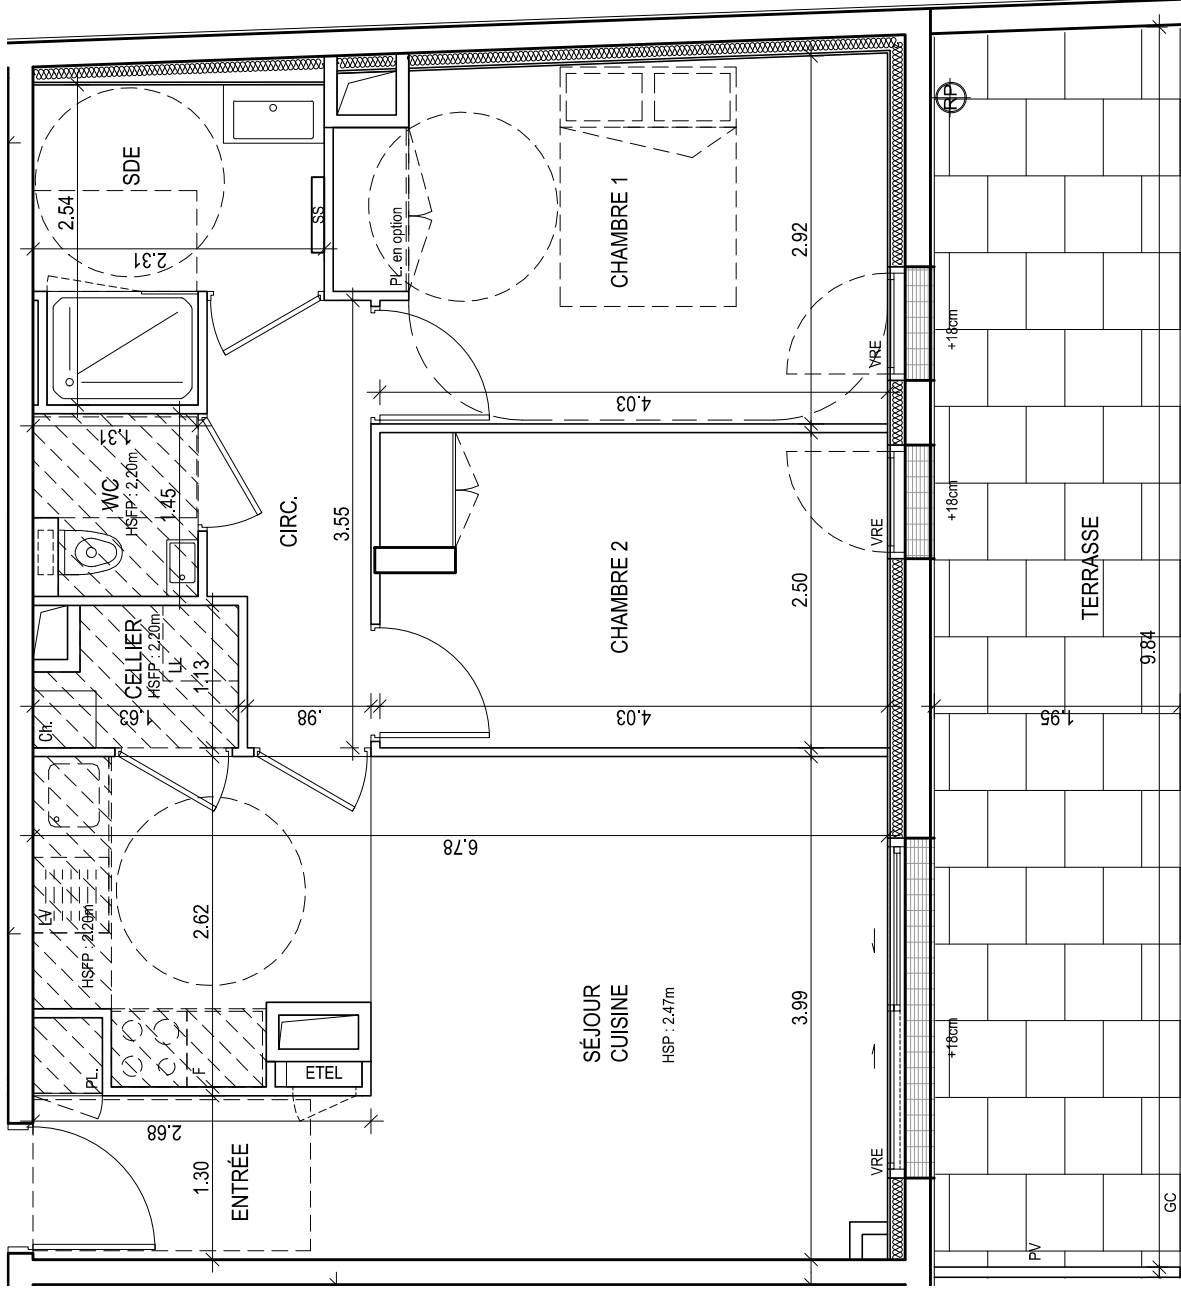 SDE
2.54
2.31
SS
PL. en option
CHAMBRE 1
2.92
4.03
VRE
+18cm
RP
1.31
WC
HSFP : 2.20m
1.45
CIRC.
3.55
CHAMBRE 2
2.50
4.03
VRE
+18cm
TERRASSE
9.84
1.95
CELLIER
HSFP : 2.20m
LL
1.13
1.63
Ch.
.98
6.78
LV
HSFP : 2.20m
2.62
SÉJOUR
CUISINE
HSP : 2.47m
3.99
+18cm
PL.
F
ETEL
2.68
1.30
ENTRÉE
VRE
PV
GC